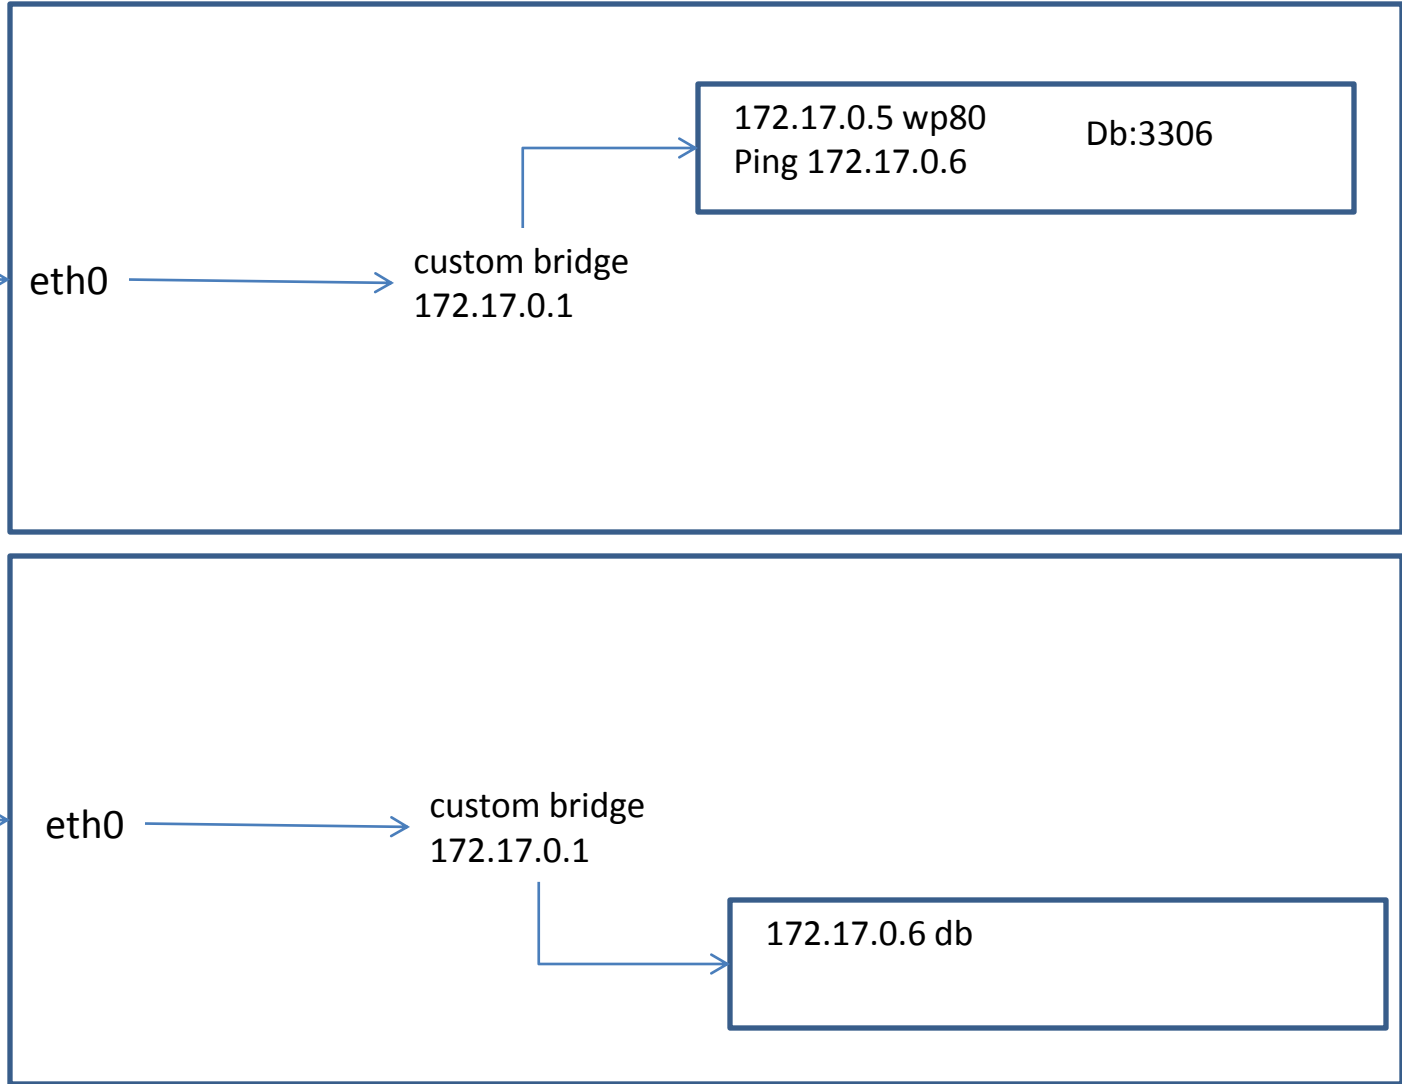 172.17.0.5 wp80
Ping 172.17.0.6
Db:3306
eth0
custom bridge
172.17.0.1
eth0
custom bridge
172.17.0.1
172.17.0.6 db